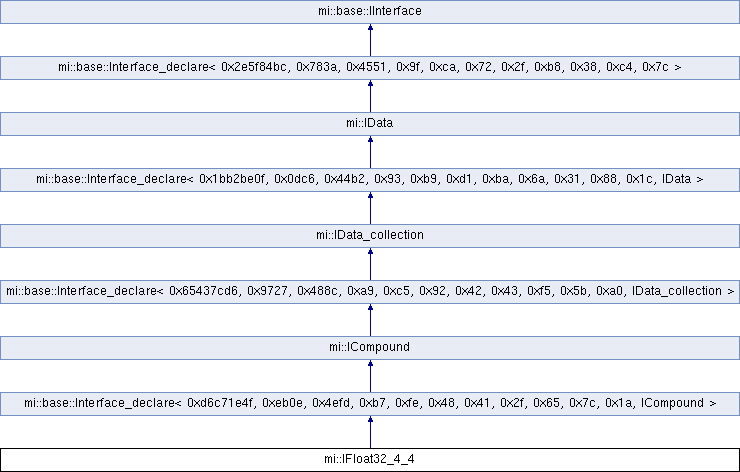 mi::base::IInterface
mi::base::Interface_declare< 0x2e5f84bc, 0x783a, 0x4551, 0x9f, 0xca, 0x72, 0x2f, 0xb8, 0x38, 0xc4, 0x7c >
mi::IData
mi::base::Interface_declare< 0x1bb2be0f, 0x0dc6, 0x44b2, 0x93, 0xb9, 0xd1, 0xba, 0x6a, 0x31, 0x88, 0x1c, IData >
mi::IData_collection
mi::base::Interface_declare< 0x65437cd6, 0x9727, 0x488c, 0xa9, 0xc5, 0x92, 0x42, 0x43, 0xf5, 0x5b, 0xa0, IData_collection >
mi::ICompound
mi::base::Interface_declare< 0xd6c71e4f, 0xeb0e, 0x4efd, 0xb7, 0xfe, 0x48, 0x41, 0x2f, 0x65, 0x7c, 0x1a, ICompound >
mi::IFloat32_4_4